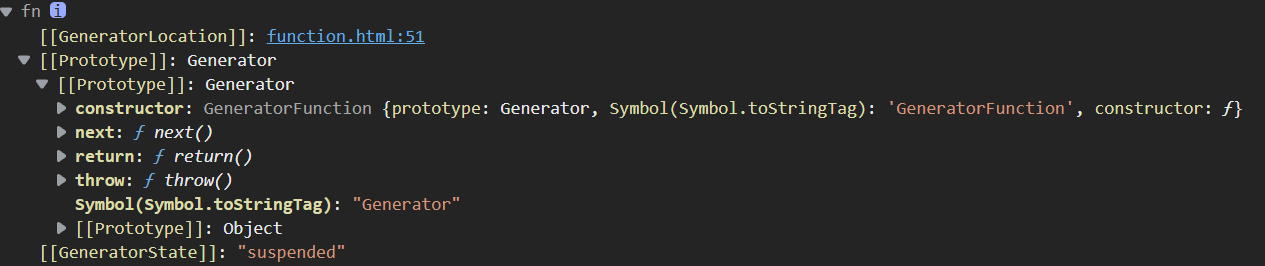 fn i
[[GeneratorLocation]]: function.html:51
[[Prototype]]: Generator
[[Prototype]]: Generator
constructor: GeneratorFunction {prototype: Generator, Symbol(Symbol.toStringTag): 'GeneratorFunction', constructor: ƒ}
next: ƒ next()
return: ƒ return()
throw: ƒ throw()
Symbol(Symbol.toStringTag): "Generator"
[[Prototype]]: Object
[[GeneratorState]]: "suspended"